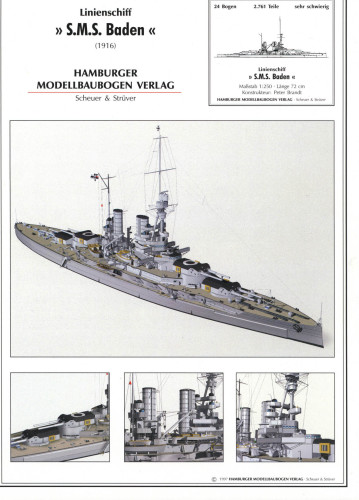 Linienschiff
» S.M.S. Baden «
(1916)
HAMBURGER
MODELLBAUBOGEN VERLAG
Scheuer & Strüver
24 Bogen 3.761 Teile sehr schwierig
Linienschiff
» S.M.S. Baden «
Maßstab 1:250 · Länge 72 cm
Konstrukteur: Peter Brandt
HAMBURGER MODELLBAUBOGEN VERLAG · Scheuer & Strüver
© HAMBURGER MODELLBAUBOGEN VERLAG · Scheuer & Strüver